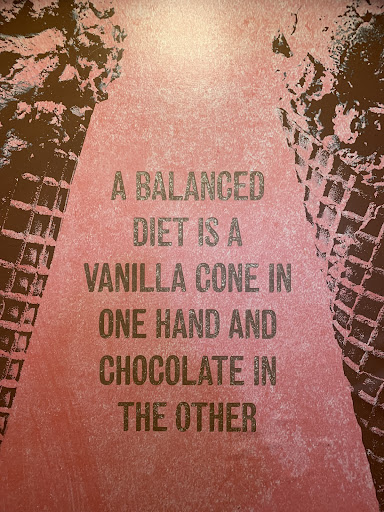 A BALANCED
DIET IS A
VANILLA CONE IN
ONE HAND AND
CHOCOLATE IN
THE OTHER